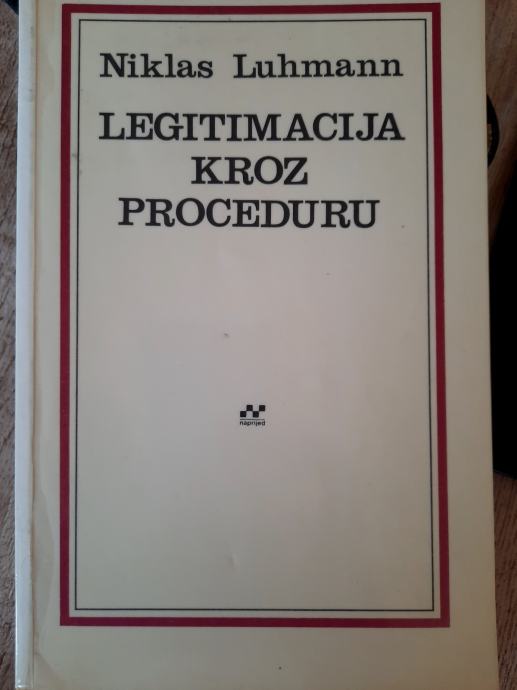 Niklas Luhmann
LEGITIMACIJA
KROZ
PROCEDURU
naprijed